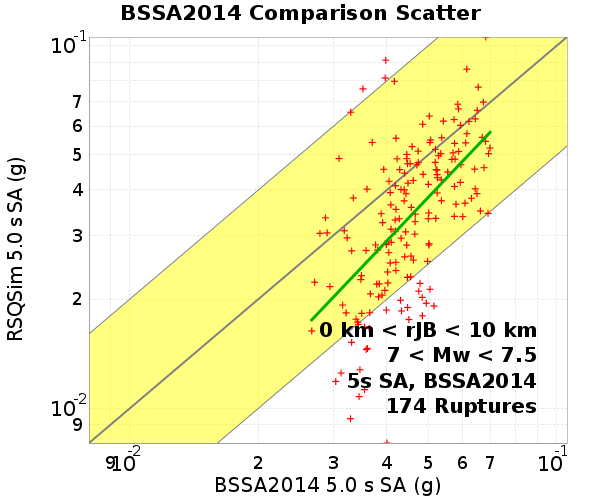 BSSA2014 Comparison Scatter
10⁻¹
7
6
5
4
3
2
10⁻²
9
RSQSim 5.0 s SA (g)
0 km < rJB < 10 km
7 < Mw < 7.5
5s SA, BSSA2014
174 Ruptures
9 10⁻² 2 3 4 5 6 7 10⁻¹
BSSA2014 5.0 s SA (g)